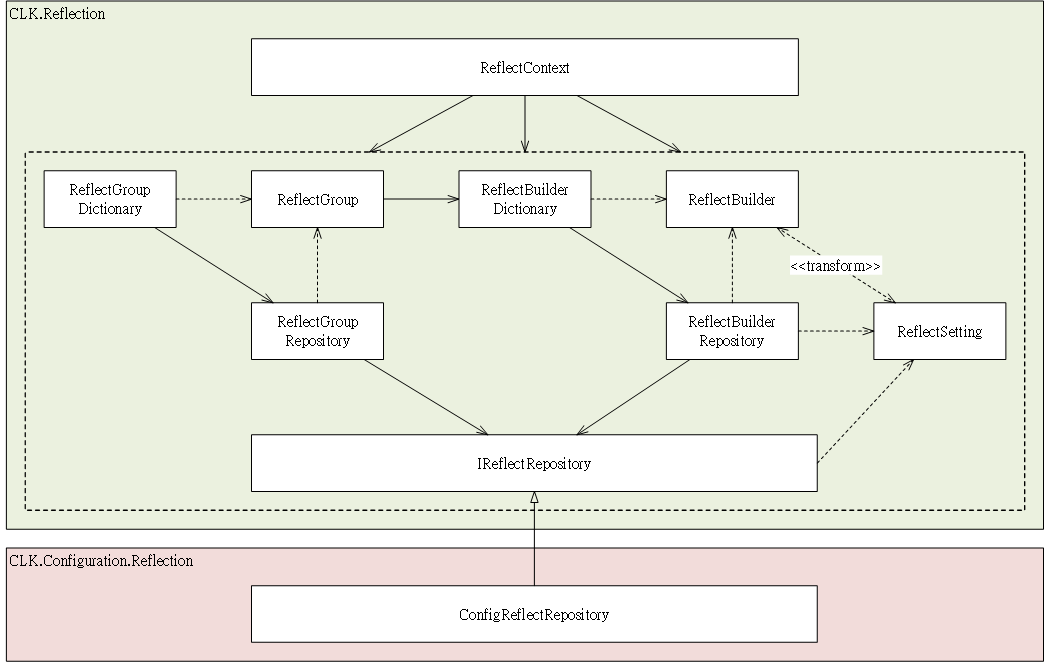 CLK.Reflection
ReflectContext
ReflectGroup
Dictionary
ReflectGroup
ReflectBuilder
Dictionary
ReflectBuilder
<<transform>>
ReflectGroup
Repository
ReflectBuilder
Repository
ReflectSetting
IReflectRepository
CLK.Configuration.Reflection
ConfigReflectRepository